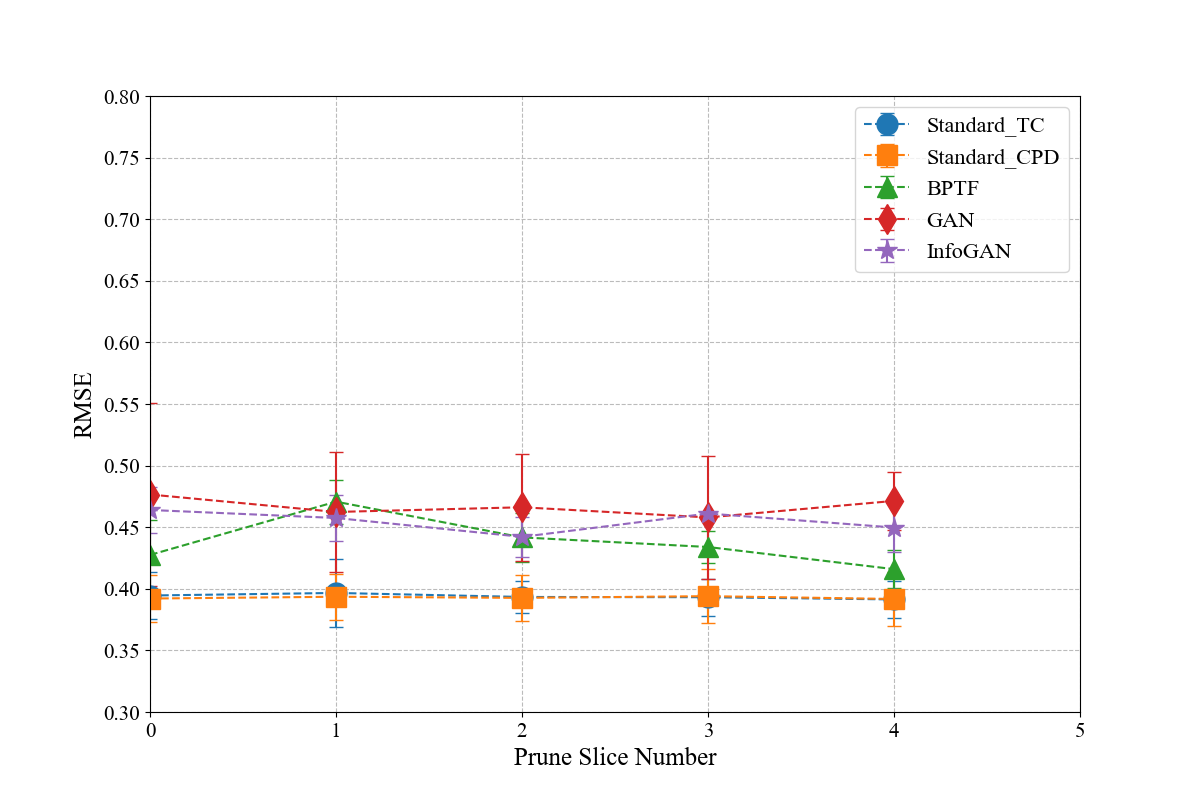 0.80
0.75
0.70
0.65
0.60
0.55
0.50
0.45
0.40
0.35
0.30
RMSE
0 1 2 3 4 5
Prune Slice Number
Standard_TC
Standard_CPD
BPTF
GAN
InfoGAN